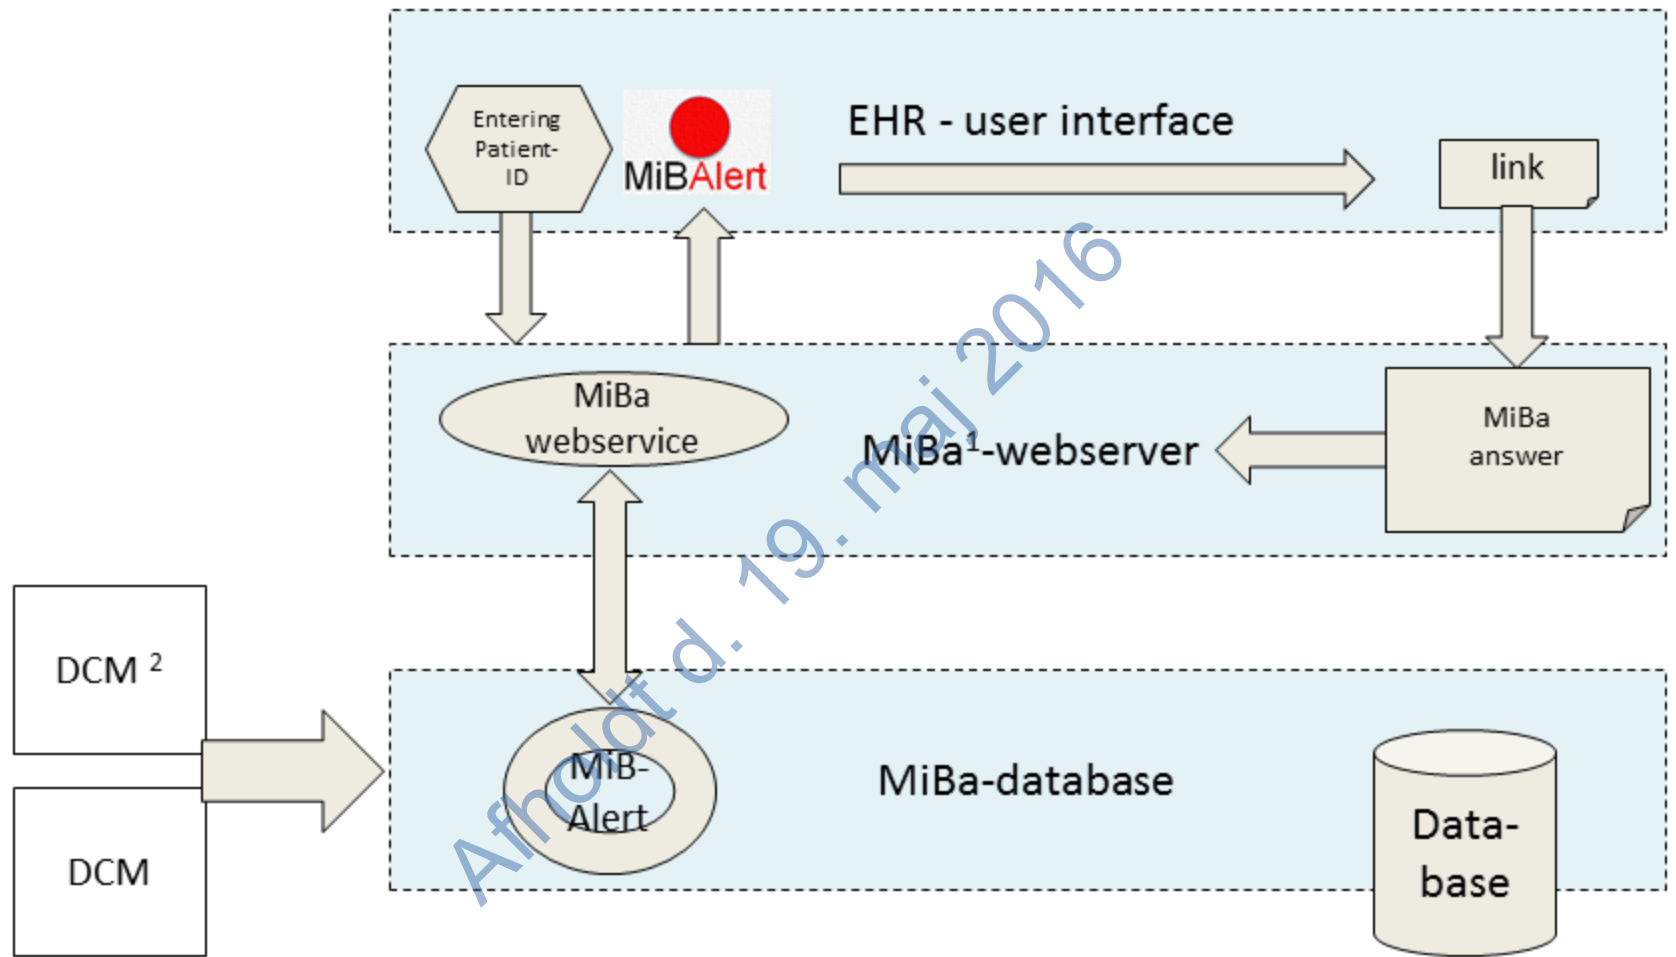 Entering
Patient-
ID
MiBAlert
EHR - user interface
link
MiBa
webservice
MiBa¹-webserver
MiBa
answer
DCM ²
DCM
MiB-
Alert
MiBa-database
Data-
base
Afholdt d. 19. maj 2016